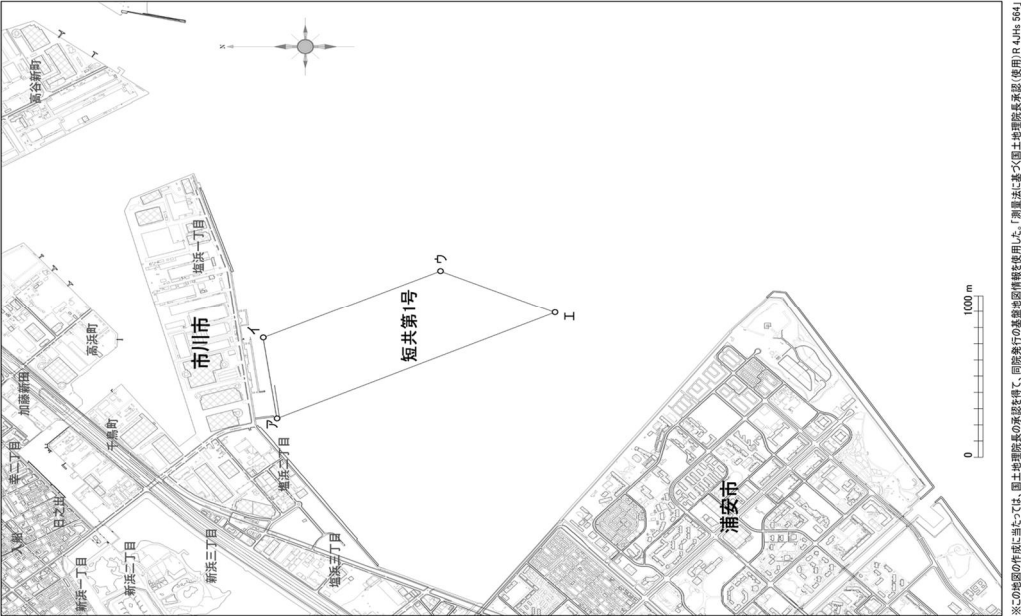 高谷新町
N
市川市
塩浜一丁目
高浜町
加藤新田
千鳥町
幸二丁目
日之出
入船
新浜一丁目
新浜二丁目
新浜三丁目
塩浜二丁目
塩浜三丁目
ア
イ
ウ
エ
短共第1号
浦安市
0
1000 m
※この地図の作成に当たっては、国土地理院長の承認を得て、同院発行の基盤地図情報を使用した。「測量法に基づく国土地理院長承認(使用)R 4JHs 564」